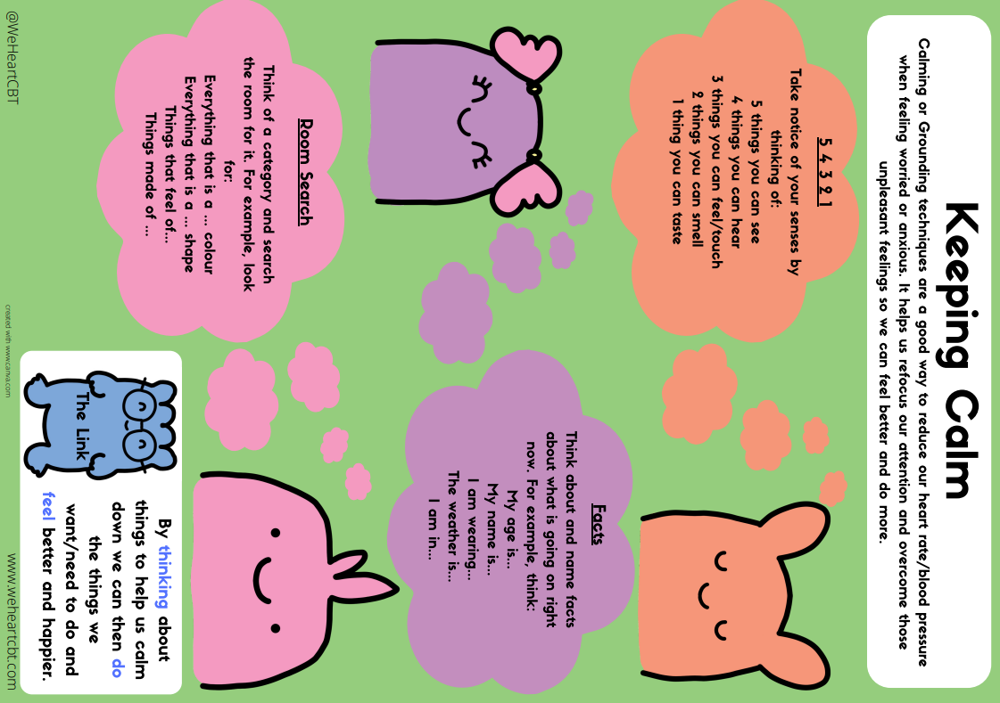 Keeping Calm
Calming or Grounding techniques are a good way to reduce our heart rate/blood pressure
when feeling worried or anxious. It helps us refocus our attention and overcome those
unpleasant feelings so we can feel better and do more.
5 4 3 2 1
Take notice of your senses by
thinking of:
5 things you can see
4 things you can hear
3 things you can feel/touch
2 things you can smell
1 thing you can taste
Facts
Think about and name facts
about what is going on right
now. For example, think:
My age is...
My name is...
I am wearing...
The weather is...
I am in...
Room Search
Think of a category and search
the room for it. For example, look
for:
Everything that is a ... colour
Everything that is a ... shape
Things that feel of...
Things made of ...
The Link
By thinking about
things to help us calm
down we can then do
the things we
want/need to do and
feel better and happier.
@WeHeartCBT
created with www.canva.com
www.weheartcbt.com